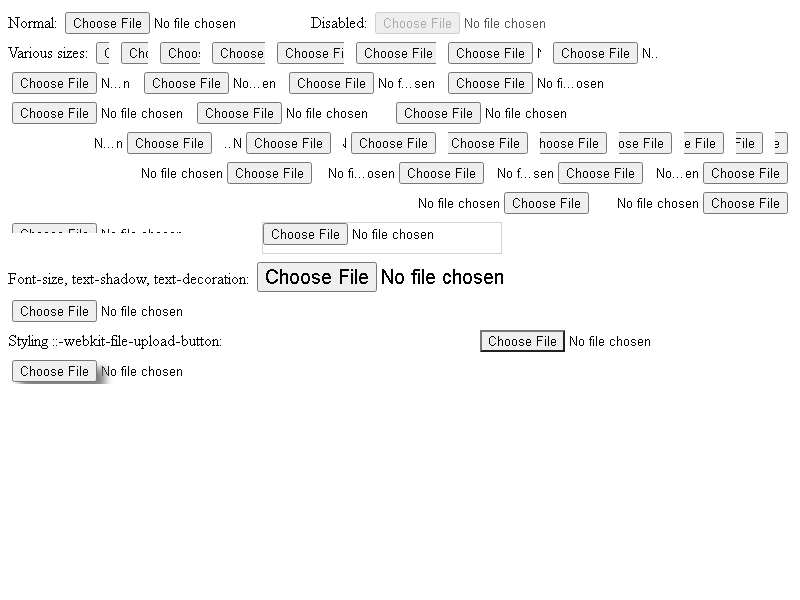 Normal: Choose File No file chosen Disabled: Choose File No file chosen
Various sizes: Choo: Choose Choose Fi Choose File Choose File Choose File N..
Choose File N...n Choose File No...en Choose File No f...sen Choose File No fi...osen
Choose File No file chosen Choose File No file chosen Choose File No file chosen
N...n Choose File ..N Choose File Choose File Choose File hoose File ose File e File File e
No file chosen Choose File No fi...osen Choose File No f...sen Choose File No...en Choose File
No file chosen Choose File No file chosen Choose File
Choose File No file chosen Choose File No file chosen
Font-size, text-shadow, text-decoration: Choose File No file chosen
Choose File No file chosen
Styling ::-webkit-file-upload-button: Choose File No file chosen
Choose File No file chosen